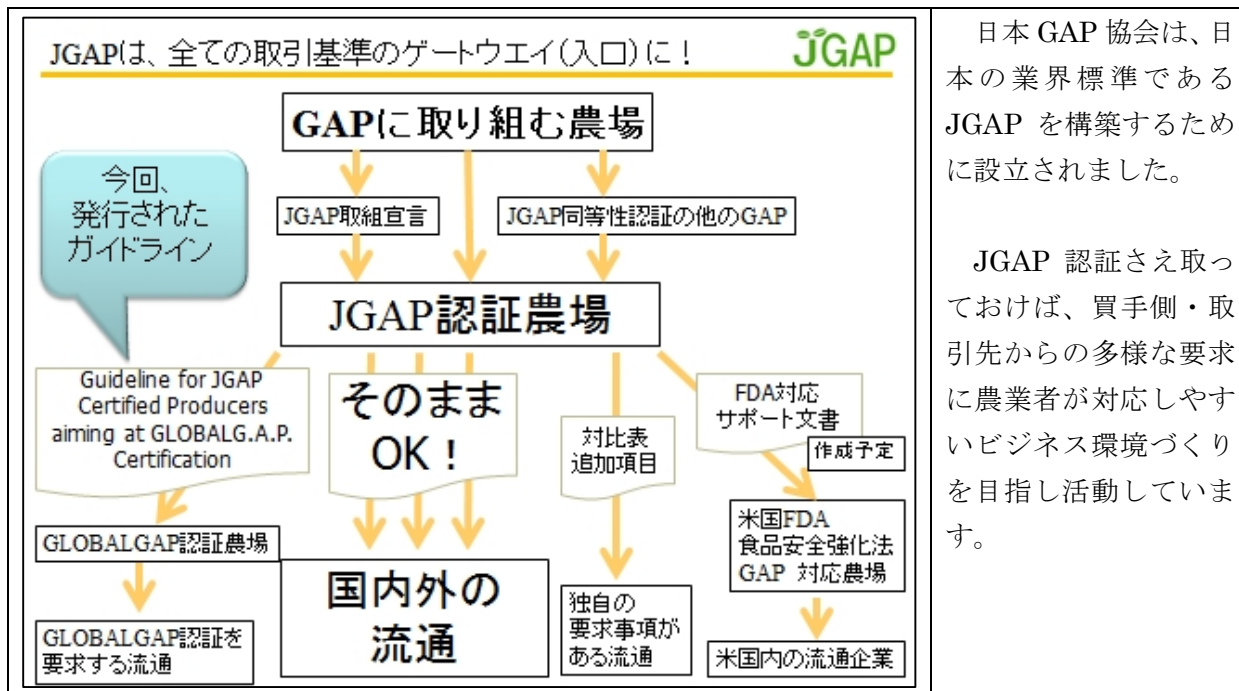 JGAPは、全ての取引基準のゲートウエイ(入口)に！
JGAP
GAPに取り組む農場
今回、
発行された
ガイドライン
JGAP取組宣言
JGAP同等性認証の他のGAP
JGAP認証農場
Guideline for JGAP
Certified Producers
aiming at GLOBALG.A.P.
Certification
そのまま
OK！
対比表
追加項目
FDA対応
サポート文書
作成予定
GLOBALGAP認証農場
国内外の
流通
米国FDA
食品安全強化法
GAP 対応農場
GLOBALGAP認証を
要求する流通
独自の
要求事項が
ある流通
米国内の流通企業
日本 GAP 協会は、日
本の業界標準である
JGAP を構築するため
に設立されました。
JGAP 認証さえ取っ
ておけば、買手側・取
引先からの多様な要求
に農業者が対応しやす
いビジネス環境づくり
を目指し活動していま
す。